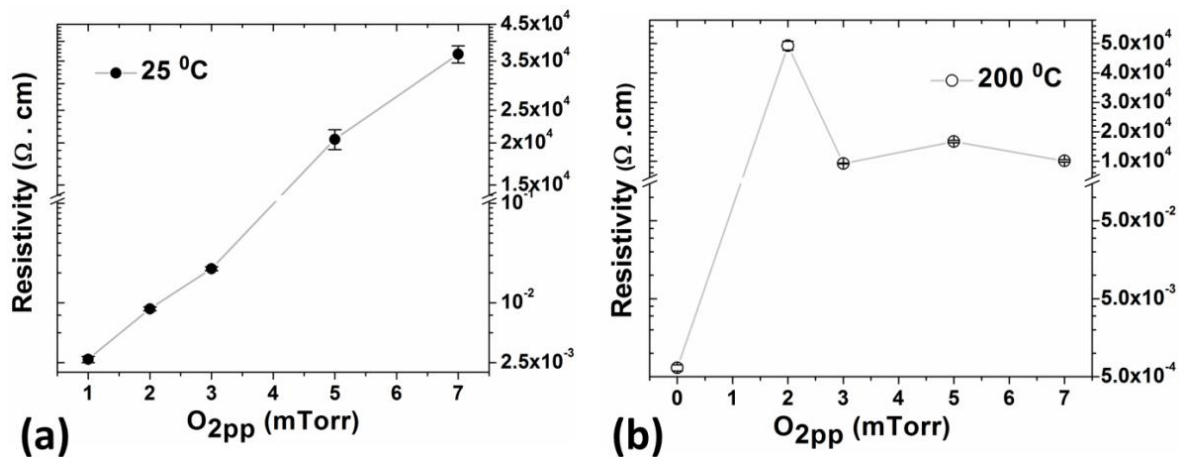 4.5x10⁴
3.5x10⁴
2.5x10⁴
2x10⁴
1.5x10⁴
10⁻¹
10⁻²
2.5x10⁻³
25 ⁰C
Resistivity (Ω . cm)
1 2 3 4 5 6 7
O₂pp (mTorr)
(a)
5.0x10⁴
4.0x10⁴
3.0x10⁴
2.0x10⁴
1.0x10⁴
5.0x10⁻²
5.0x10⁻³
5.0x10⁻⁴
200 ⁰C
Resistivity (Ω .cm)
0 1 2 3 4 5 6 7
O₂pp (mTorr)
(b)